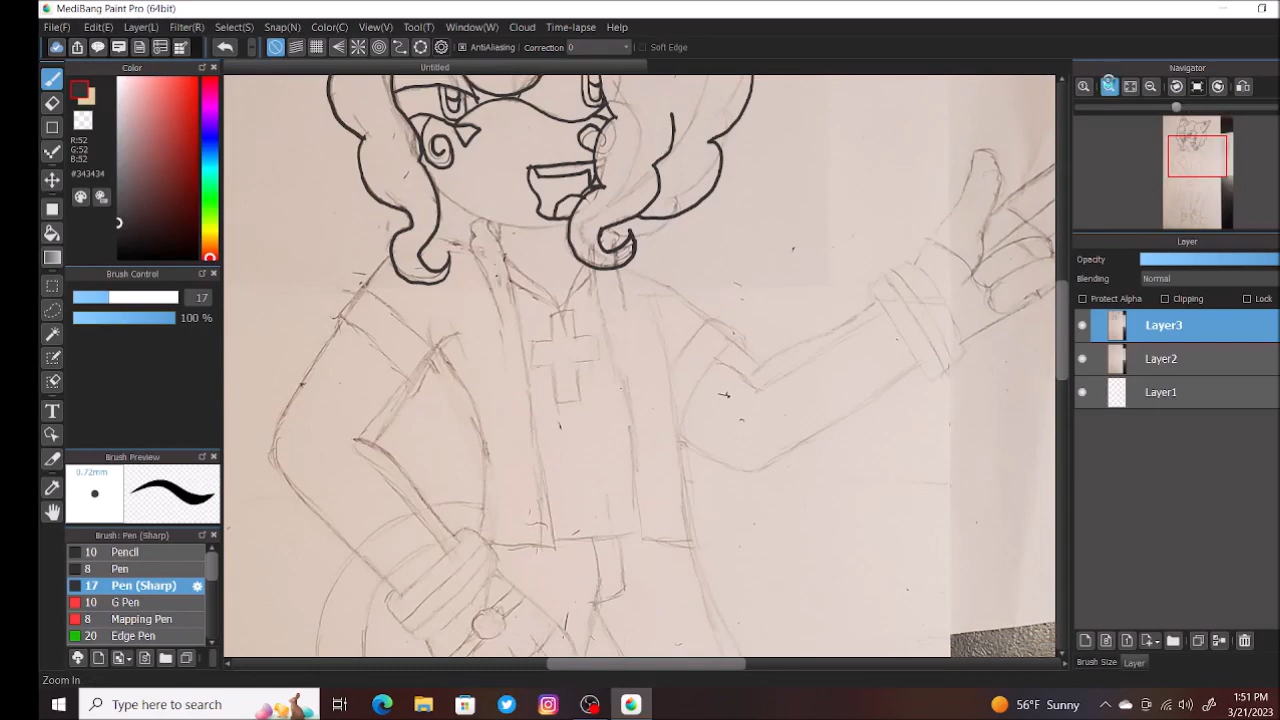 MediBang Paint Pro (64bit)
File(F) Edit(E) Layer(L) Filter(R) Select(S) Snap(N) Color(C) View(V) Tool(T) Window(W) Cloud Time-lapse Help
AntiAliasing Correction 0 Soft Edge
Color
Untitled
Navigator
R:52
G:52
B:52
#343434
Layer
Opacity
Blending Normal
Protect Alpha Clipping Lock
Layer3
Layer2
Layer1
Brush Control
17
100 %
Brush Preview
0.72mm
Brush: Pen (Sharp)
10 Pencil
8 Pen
17 Pen (Sharp)
10 G Pen
8 Mapping Pen
20 Edge Pen
Brush Size Layer
Zoom In
Type here to search
56°F Sunny
1:51 PM
3/21/2023